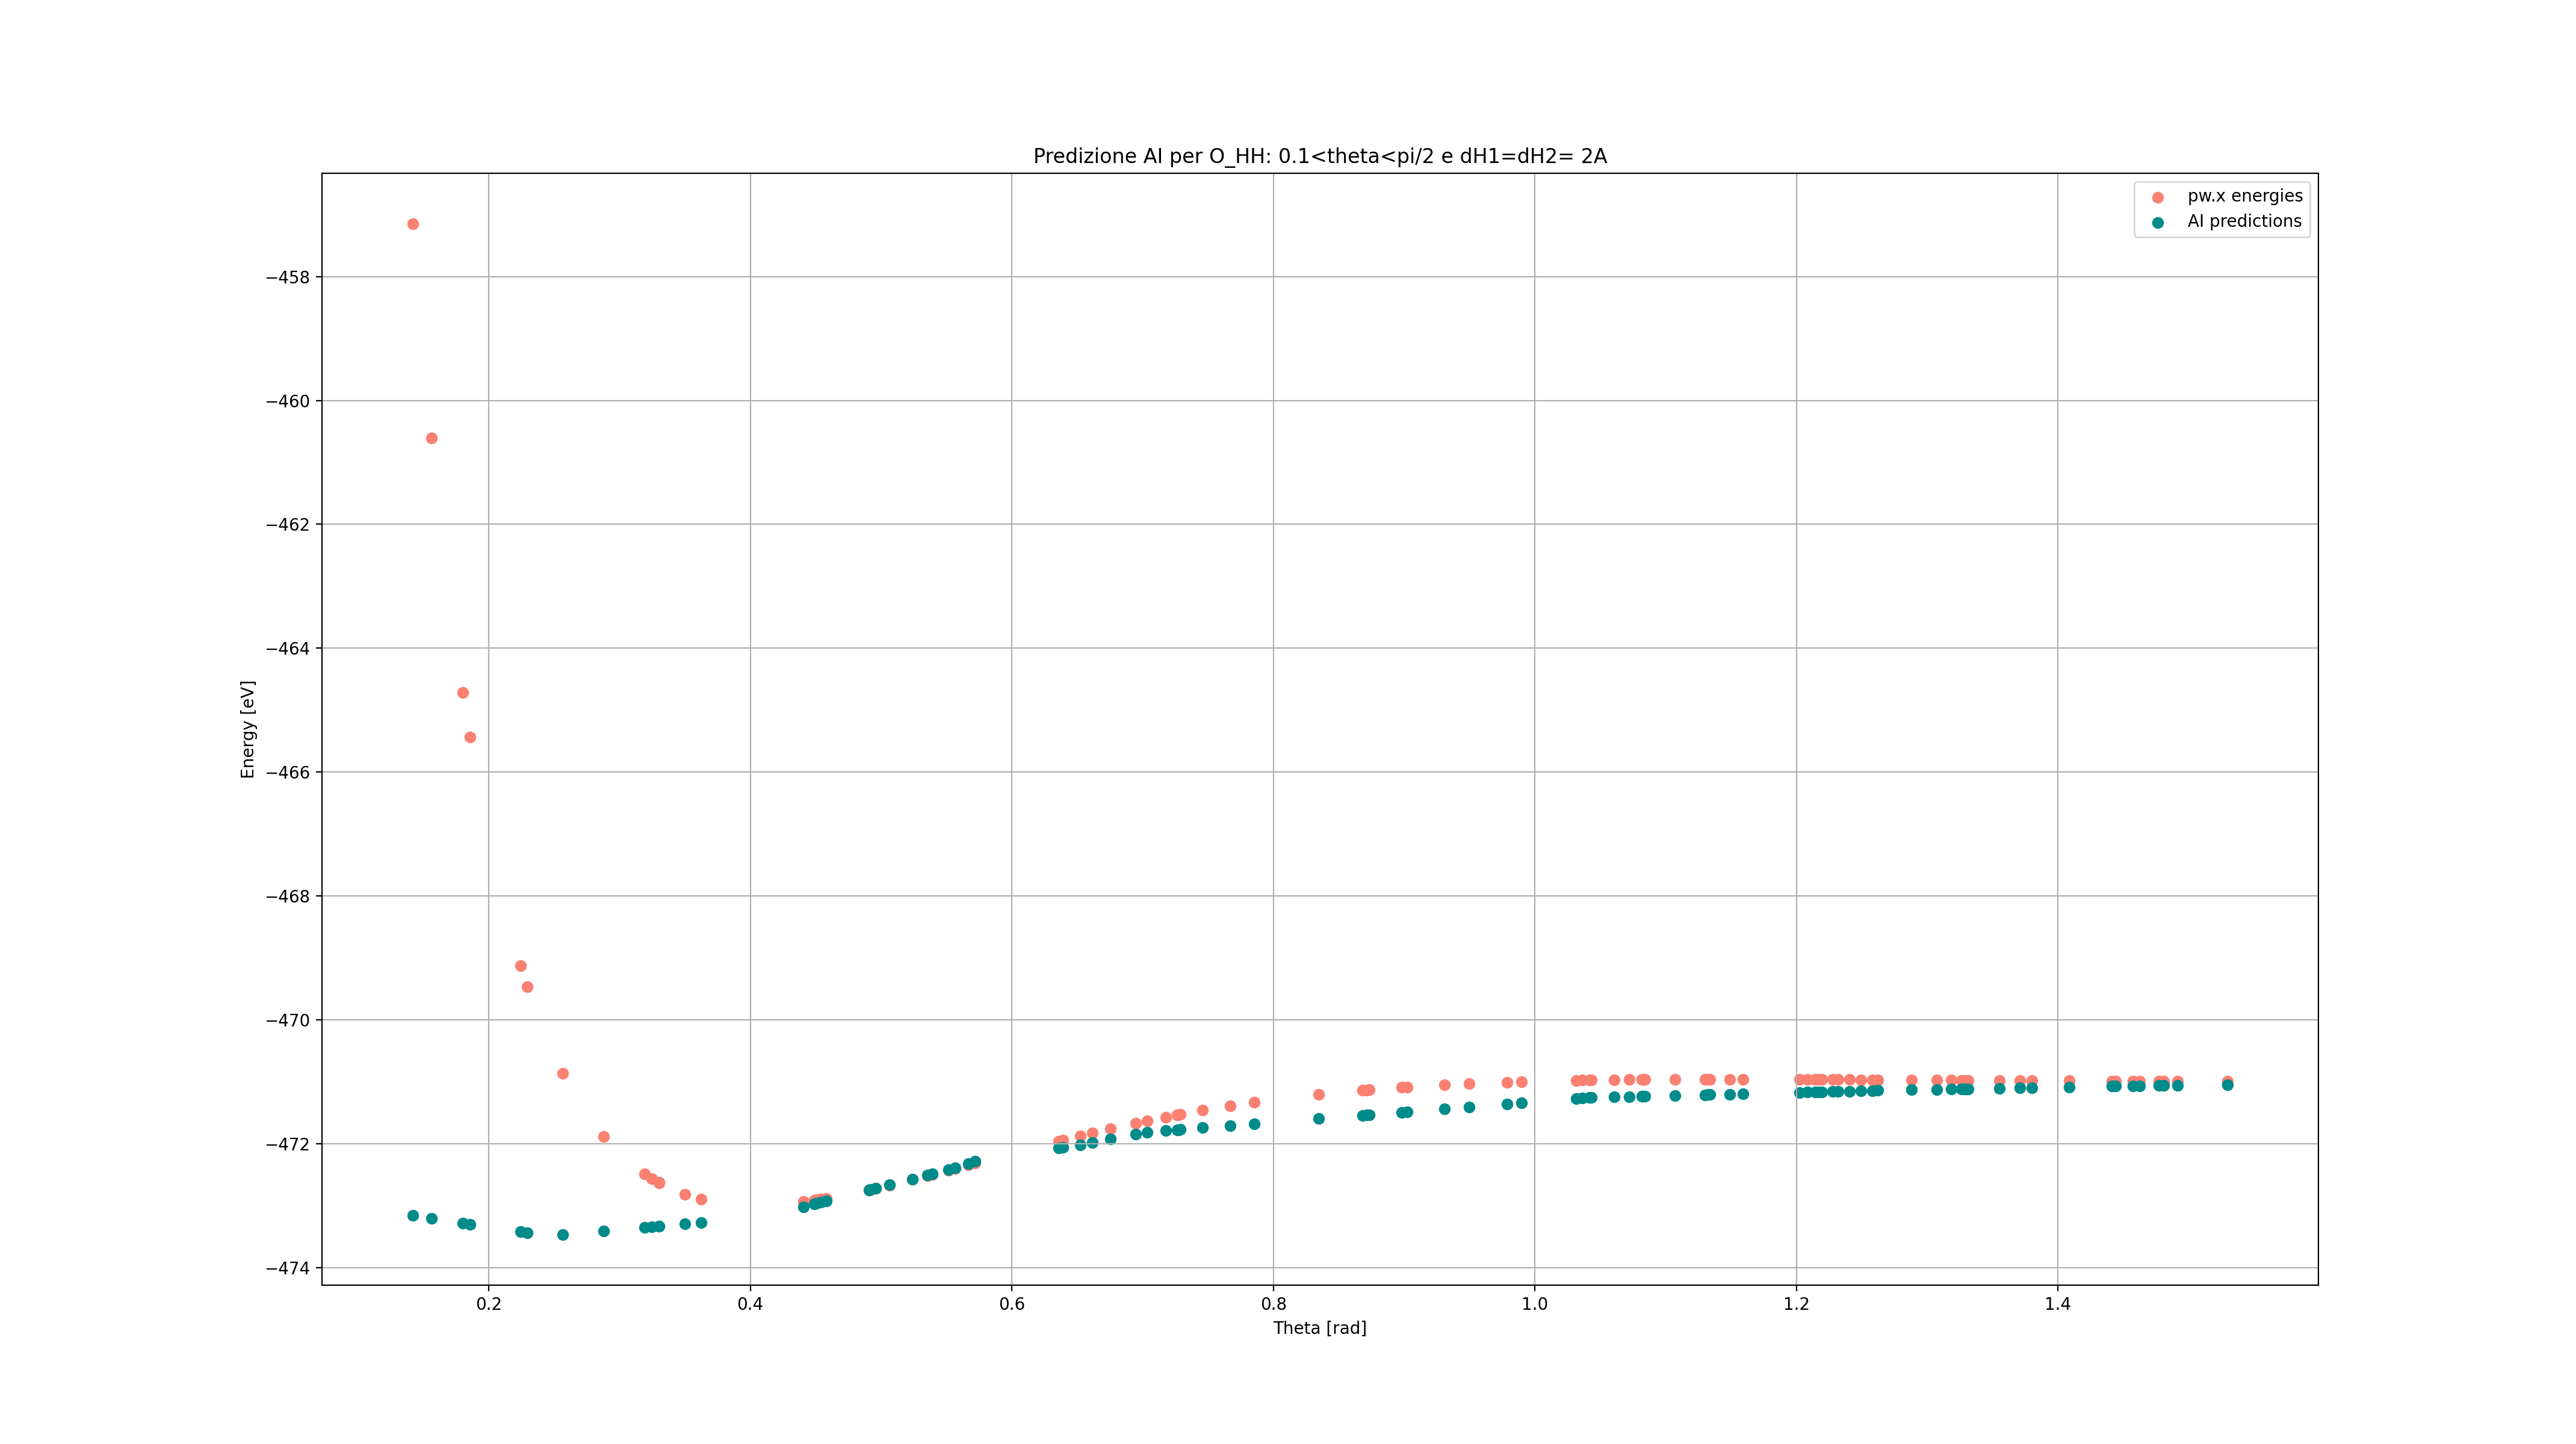 Predizione AI per O_HH: 0.1<theta<pi/2 e dH1=dH2= 2A
pw.x energies
AI predictions
Energy [eV]
−458
−460
−462
−464
−466
−468
−470
−472
−474
0.2 0.4 0.6 0.8 1.0 1.2 1.4
Theta [rad]